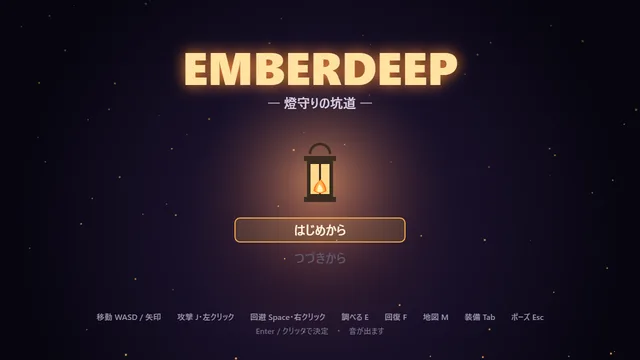 EMBERDEEP
― 燈守りの坑道 ―
はじめから
つづきから
移動 WASD / 矢印 攻撃 J・左クリック 回避 Space・右クリック 調べる E 回復 F 地図 M 装備 Tab ポーズ Esc
Enter / クリックで決定 ・ 音が出ます